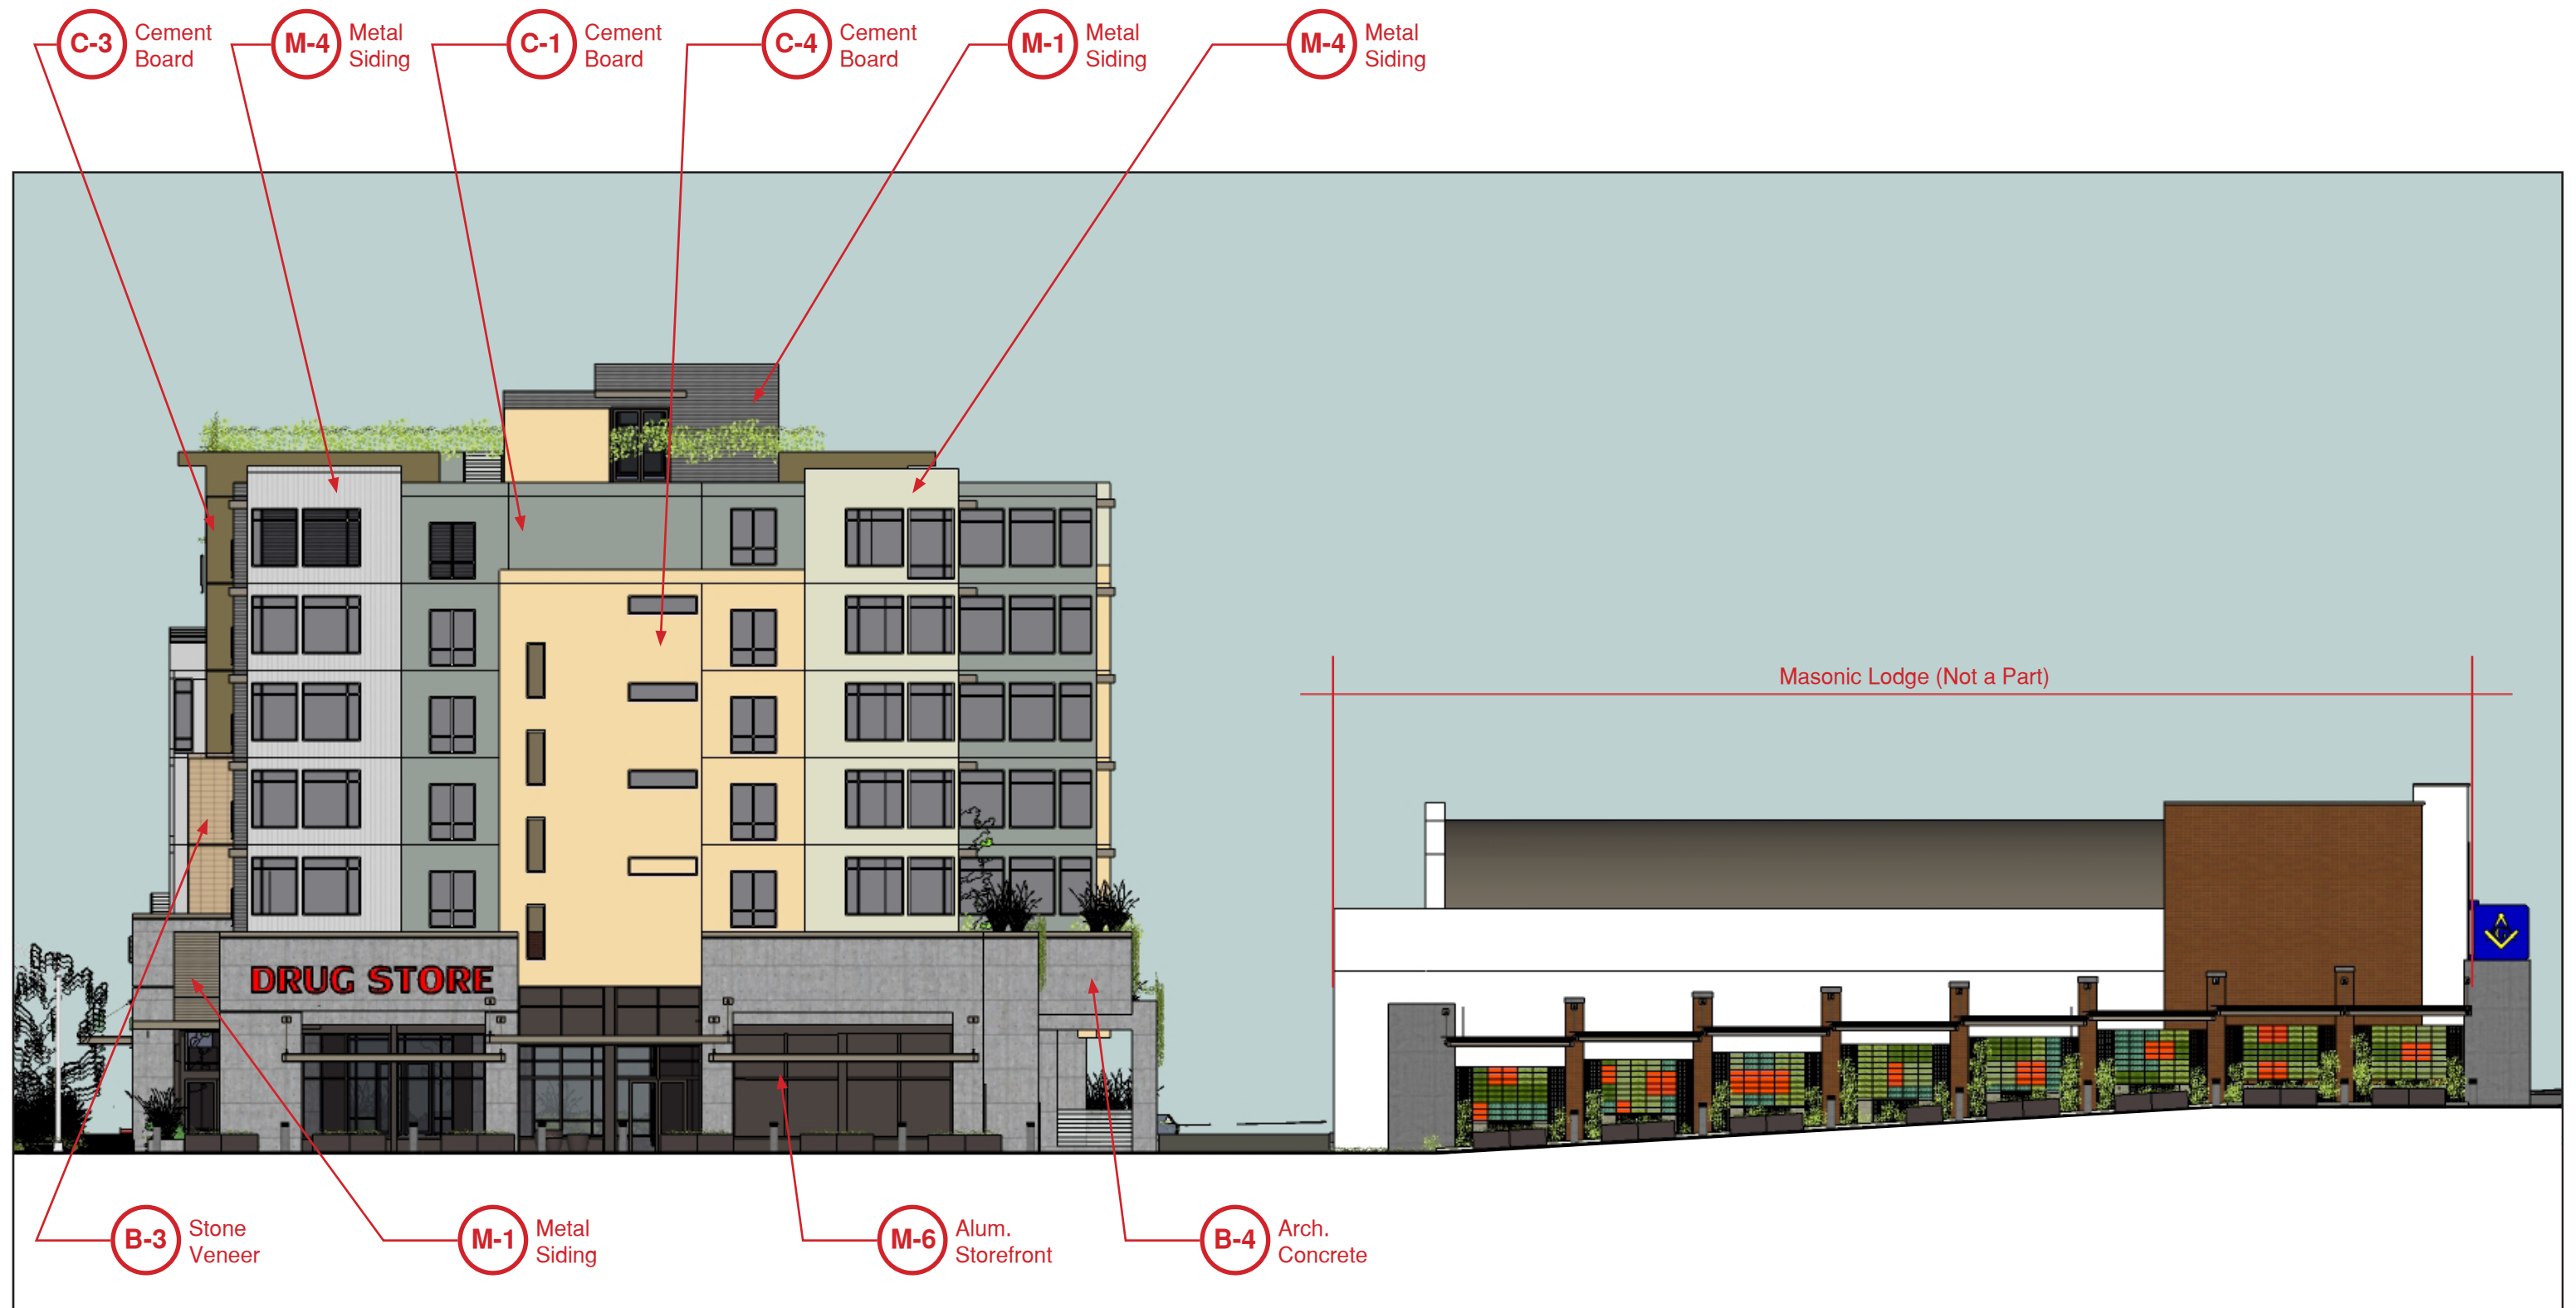 C-3 Cement
Board
M-4 Metal
Siding
C-1 Cement
Board
C-4 Cement
Board
M-1 Metal
Siding
M-4 Metal
Siding
Masonic Lodge (Not a Part)
DRUG STORE
B-3 Stone
Veneer
M-1 Metal
Siding
M-6 Alum.
Storefront
B-4 Arch.
Concrete